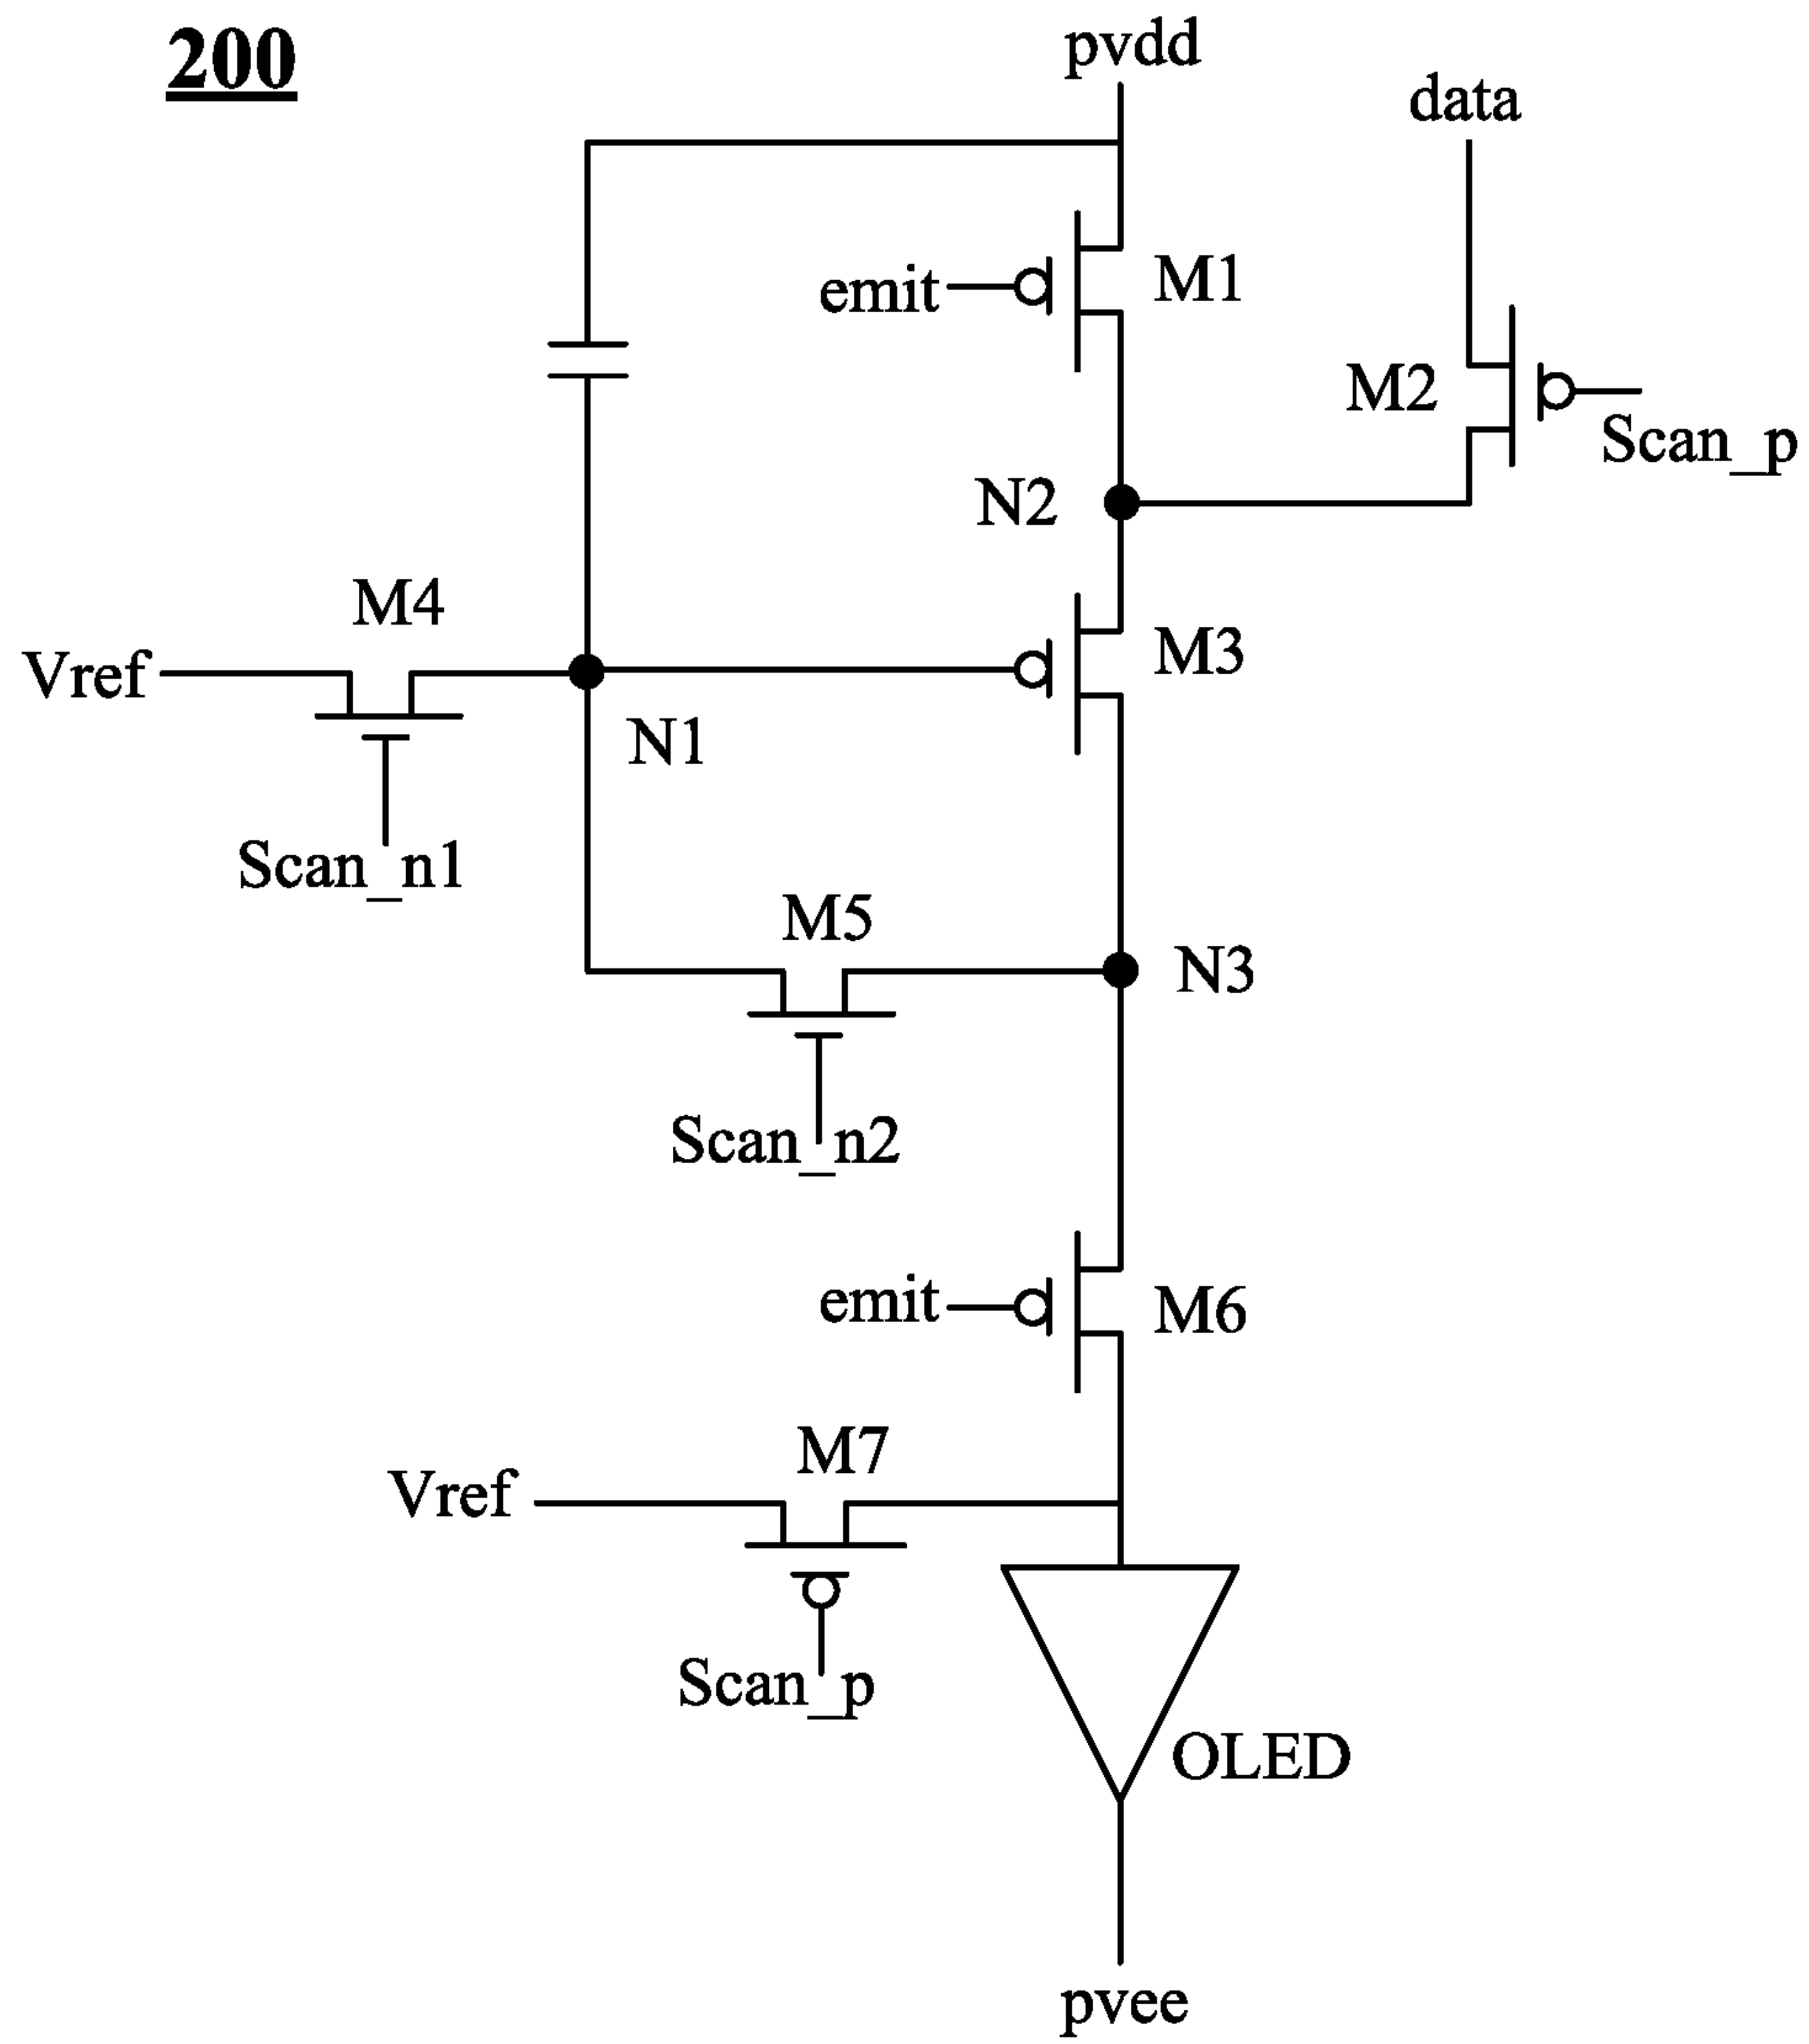 200
pvdd
data
emit
M1
M2
Scan_p
N2
M4
M3
Vref
N1
Scan_n1
M5
N3
Scan_n2
emit
M6
M7
Vref
Scan_p
OLED
pvee